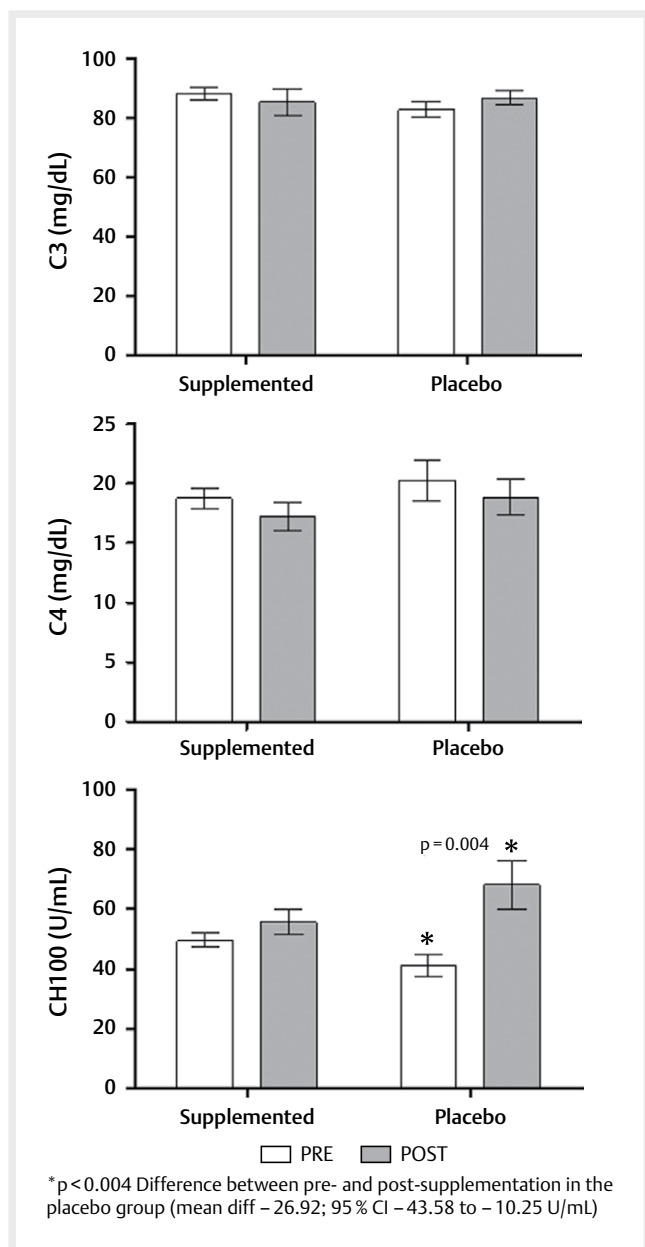 100
80
60
40
20
0
C3 (mg/dL)
Supplemented Placebo
25
20
15
10
5
0
C4 (mg/dL)
Supplemented Placebo
100
80
60
40
20
0
CH100 (U/mL)
p = 0.004 *
*
Supplemented Placebo
PRE POST
*p < 0.004 Difference between pre- and post-supplementation in the
placebo group (mean diff – 26.92; 95 % CI – 43.58 to – 10.25 U/mL)